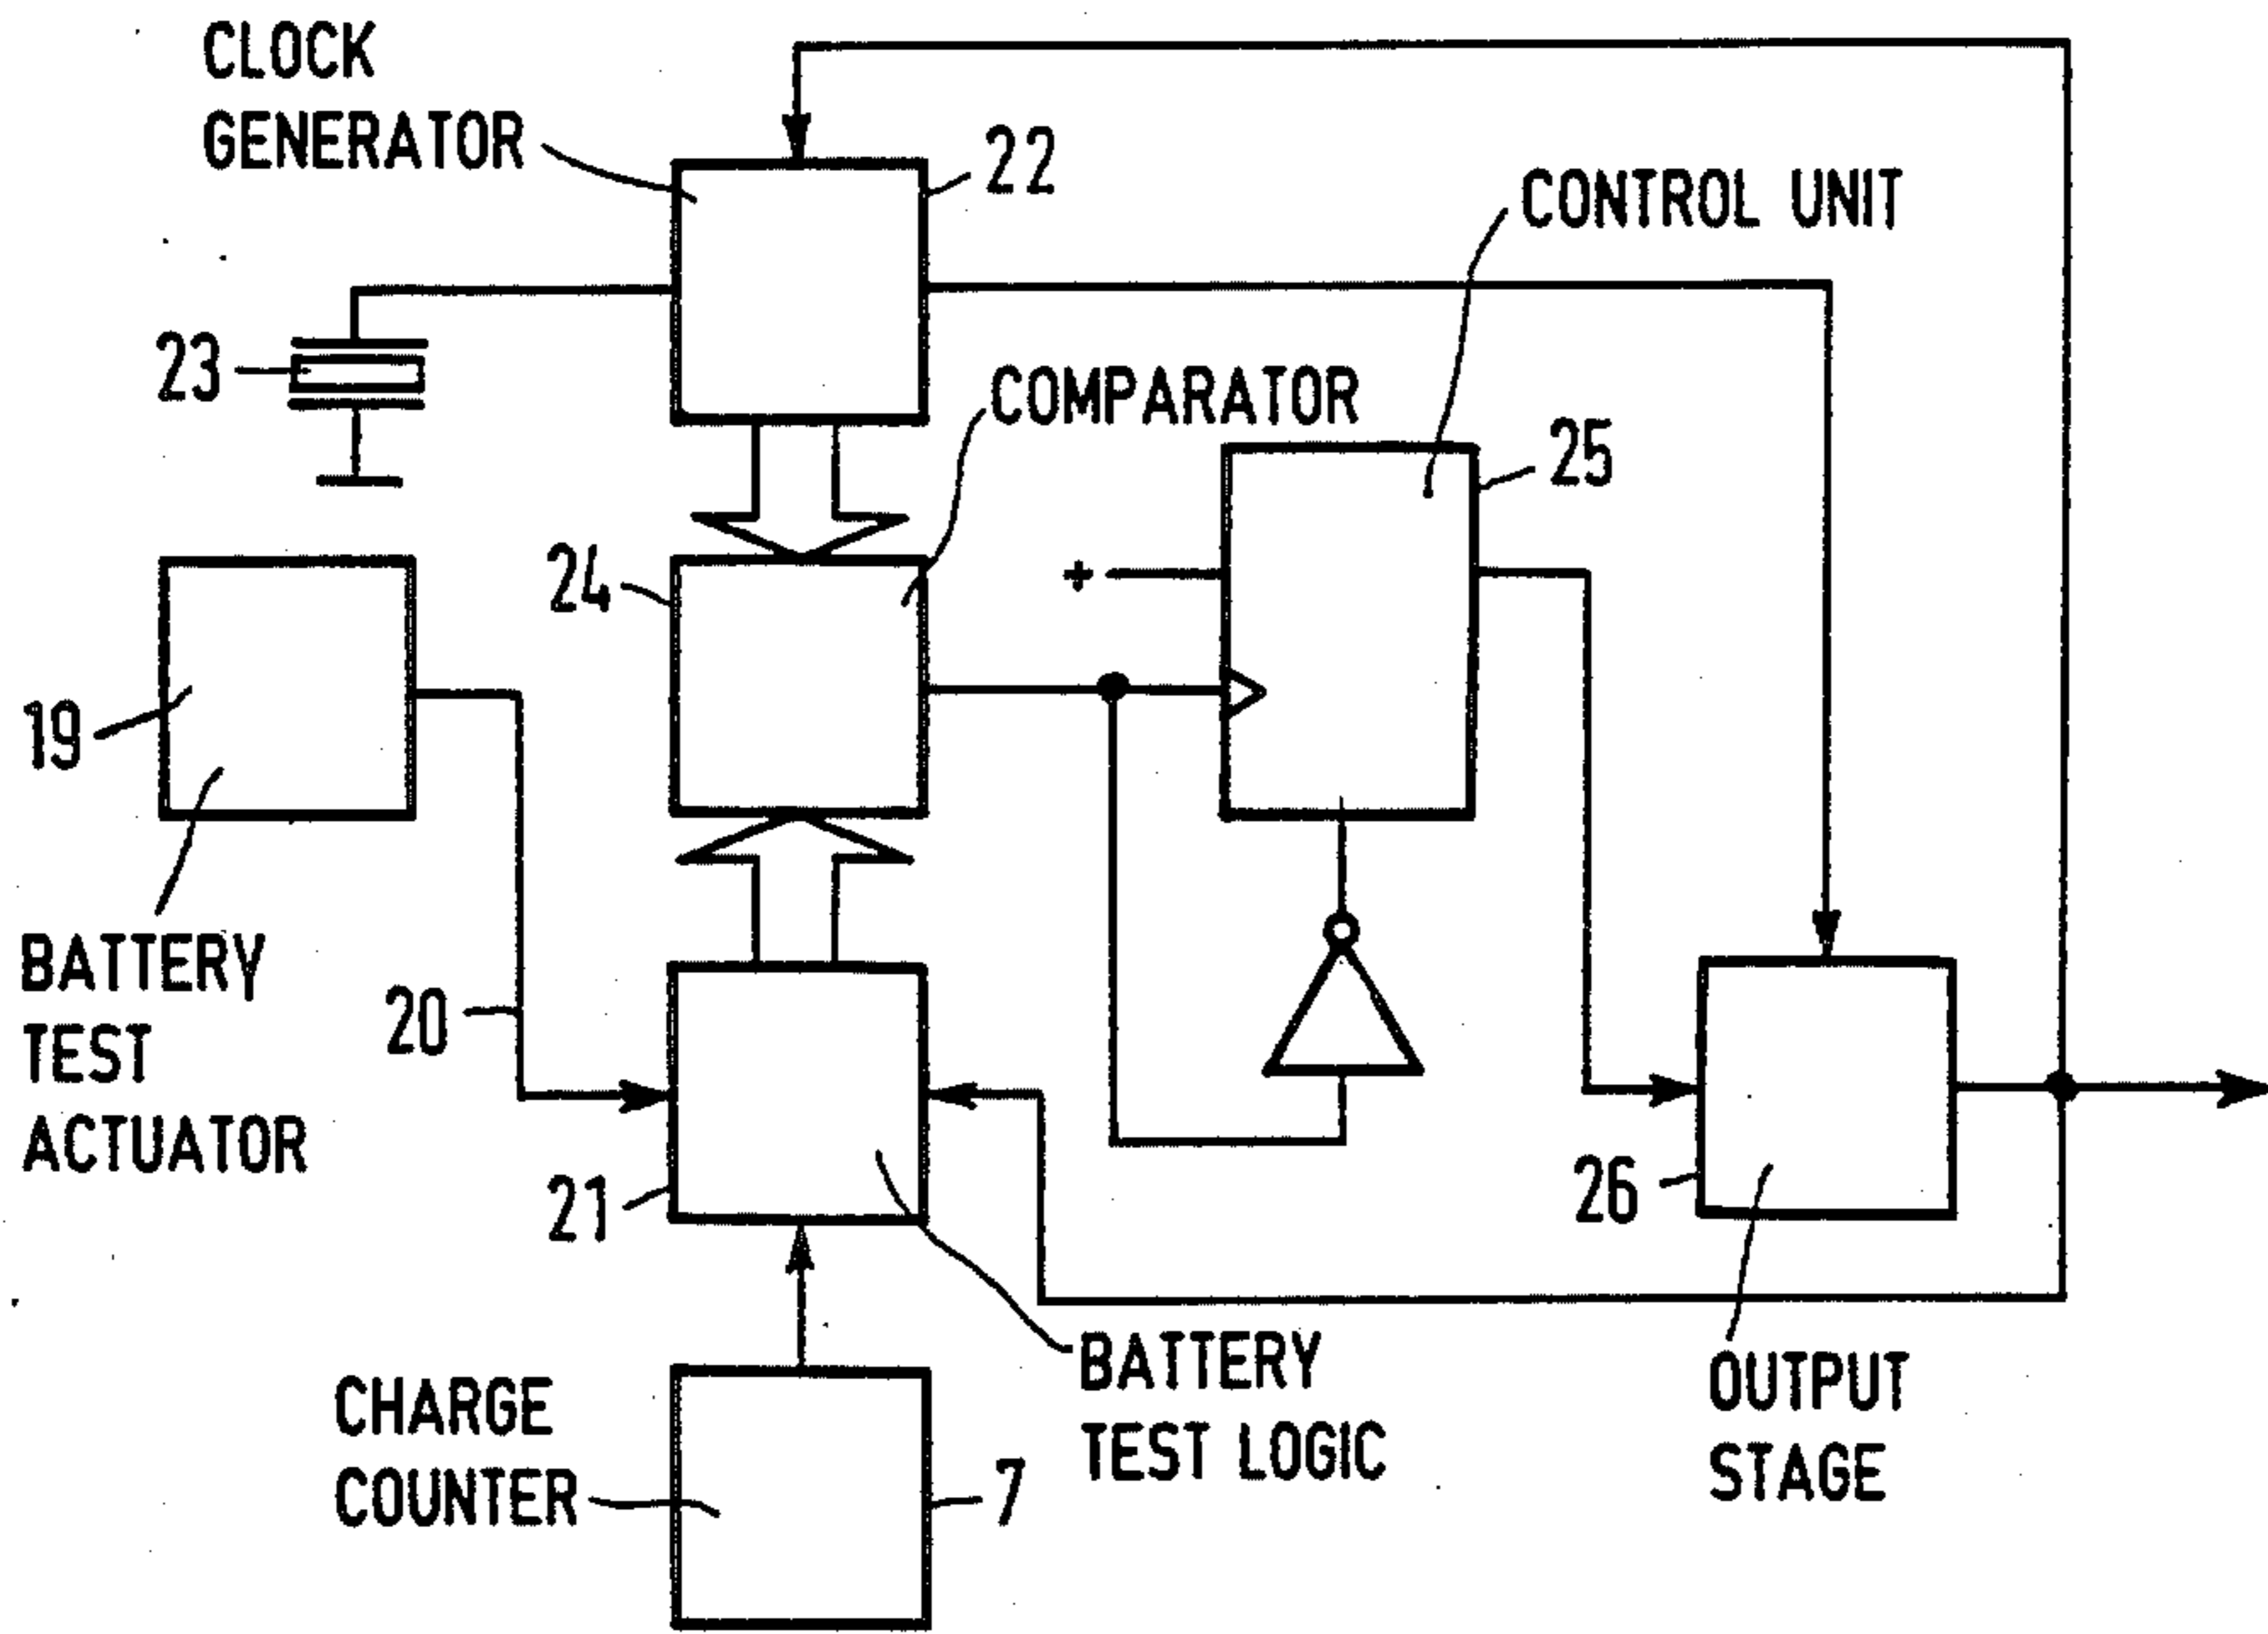 CLOCK
GENERATOR
22
CONTROL UNIT
23
COMPARATOR
25
24
+
19
BATTERY
TEST
ACTUATOR
20
21
26
BATTERY
TEST LOGIC
OUTPUT
STAGE
CHARGE
COUNTER
7